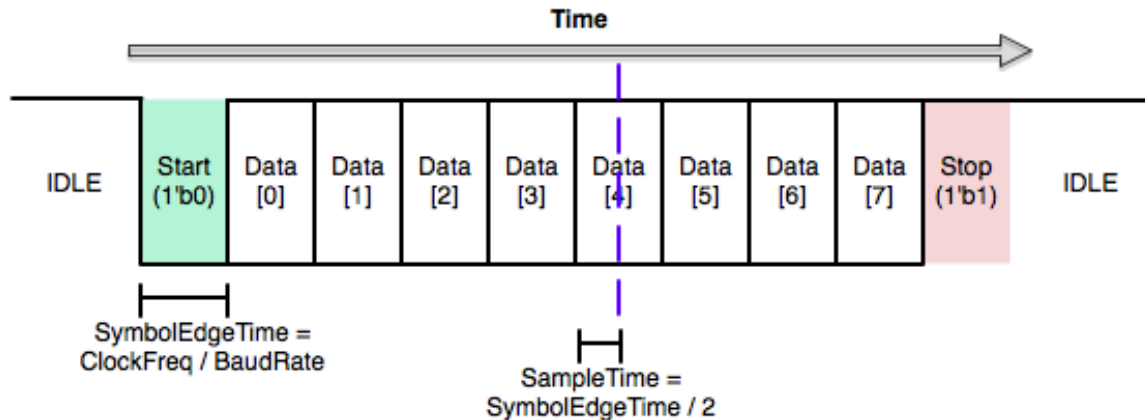 Time
IDLE
Start
(1'b0)
Data
[0]
Data
[1]
Data
[2]
Data
[3]
Data
[4]
Data
[5]
Data
[6]
Data
[7]
Stop
(1'b1)
IDLE
SymbolEdgeTime =
ClockFreq / BaudRate
SampleTime =
SymbolEdgeTime / 2